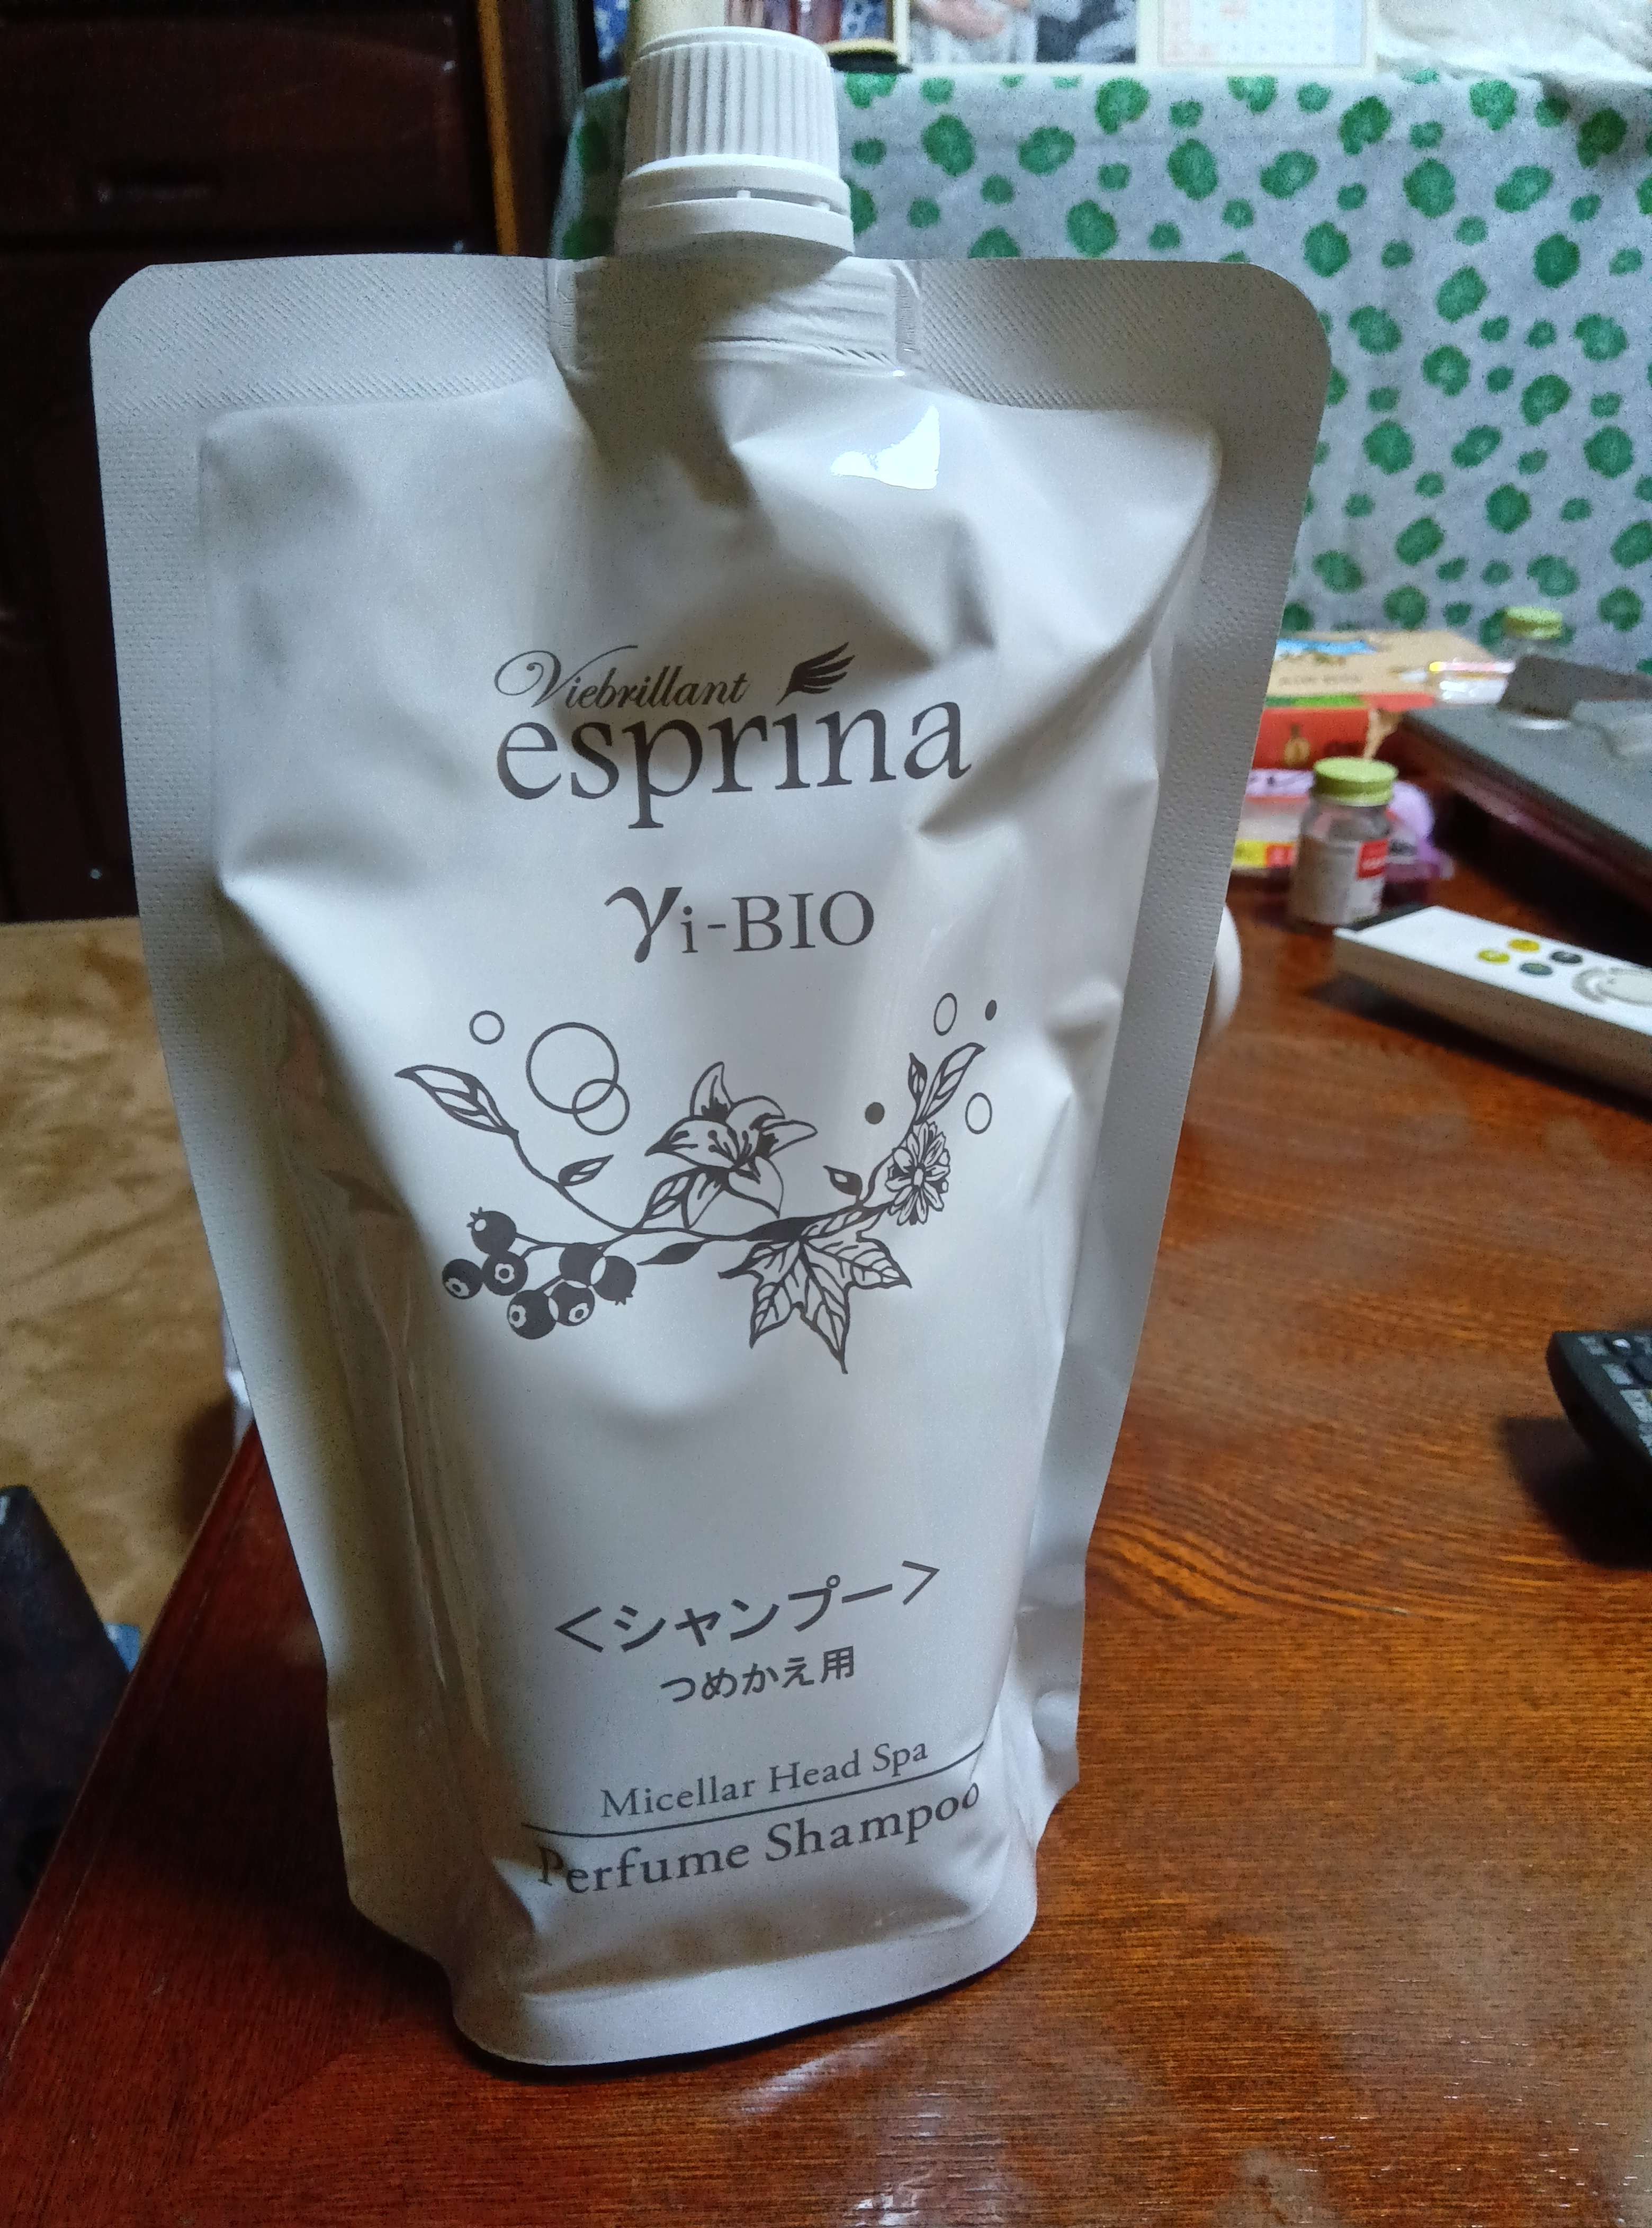 Viebrillant
esprina
γi-BIO
＜シャンプー＞
つめかえ用
Micellar Head Spa
Perfume Shampoo